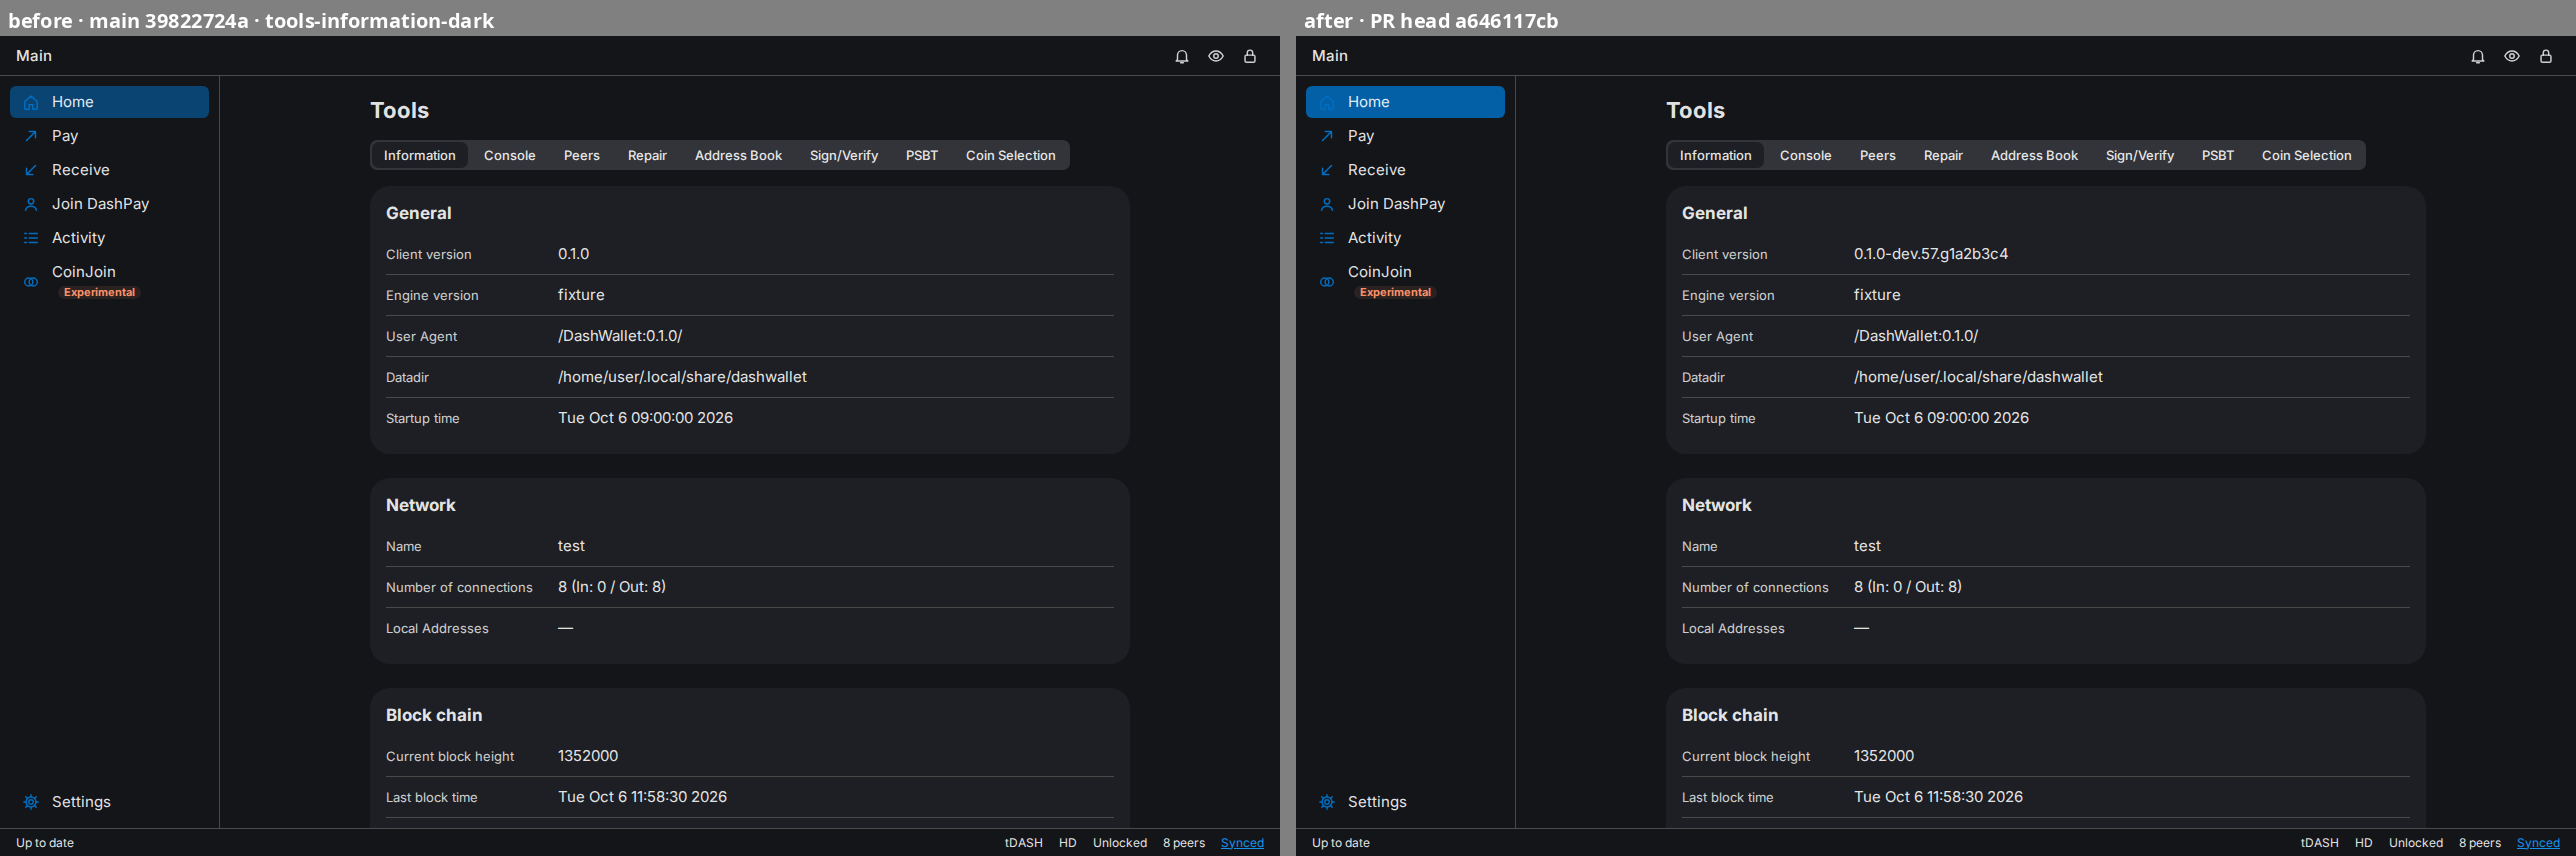 before · main 39822724a · tools-information-dark
Main
Home
Pay
Receive
Join DashPay
Activity
CoinJoin
Experimental
Settings
Tools
Information Console Peers Repair Address Book Sign/Verify PSBT Coin Selection
General
Client version 0.1.0
Engine version fixture
User Agent /DashWallet:0.1.0/
Datadir /home/user/.local/share/dashwallet
Startup time Tue Oct 6 09:00:00 2026
Network
Name test
Number of connections 8 (In: 0 / Out: 8)
Local Addresses —
Block chain
Current block height 1352000
Last block time Tue Oct 6 11:58:30 2026
Up to date tDASH HD Unlocked 8 peers Synced
after · PR head a646117cb
Main
Home
Pay
Receive
Join DashPay
Activity
CoinJoin
Experimental
Settings
Tools
Information Console Peers Repair Address Book Sign/Verify PSBT Coin Selection
General
Client version 0.1.0-dev.57.g1a2b3c4
Engine version fixture
User Agent /DashWallet:0.1.0/
Datadir /home/user/.local/share/dashwallet
Startup time Tue Oct 6 09:00:00 2026
Network
Name test
Number of connections 8 (In: 0 / Out: 8)
Local Addresses —
Block chain
Current block height 1352000
Last block time Tue Oct 6 11:58:30 2026
Up to date tDASH HD Unlocked 8 peers Synced